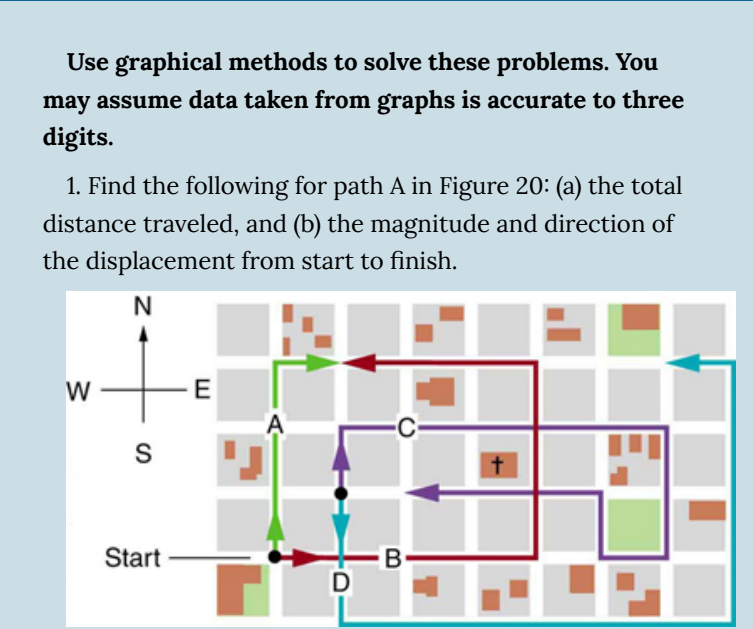 Use graphical methods to solve these problems. You
may assume data taken from graphs is accurate to three
digits.
1. Find the following for path A in Figure 20: (a) the total
distance traveled, and (b) the magnitude and direction of
the displacement from start to finish.
N
W E
S
A
C
Start
B
D